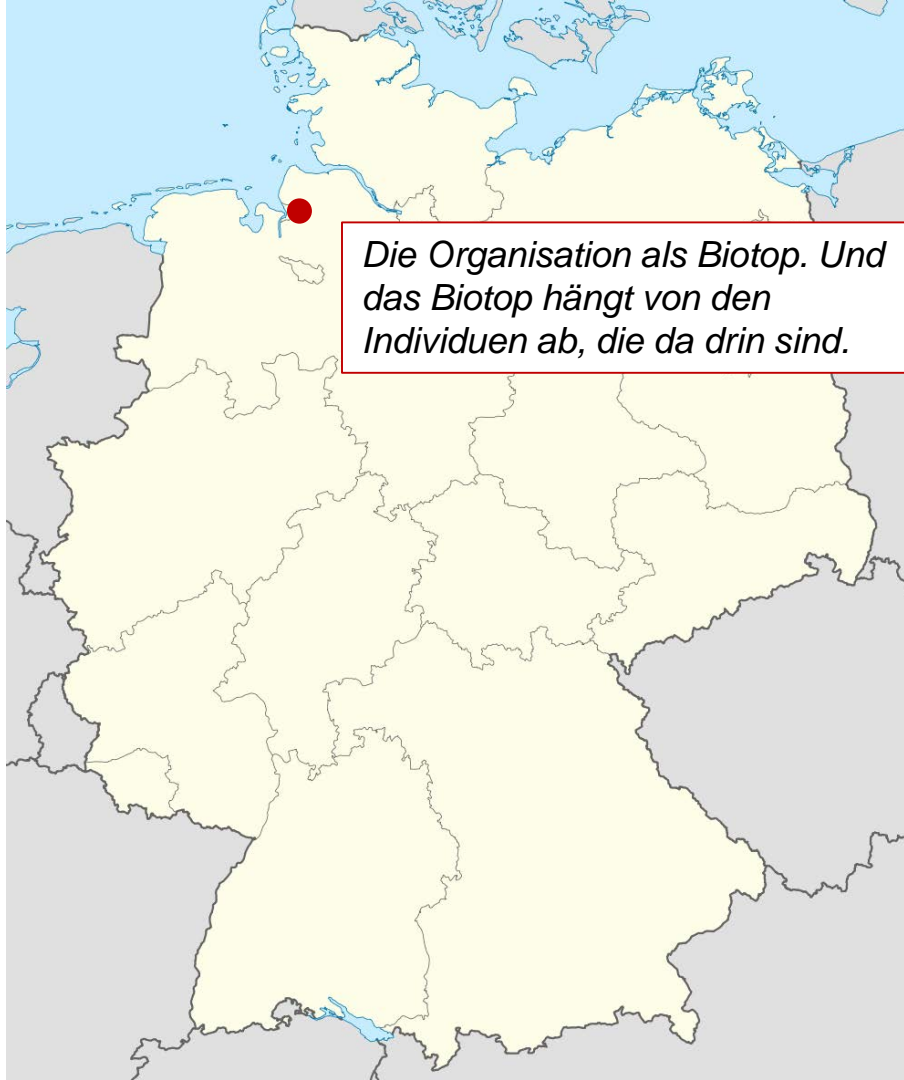 Die Organisation als Biotop. Und
das Biotop hängt von den
Individuen ab, die da drin sind.